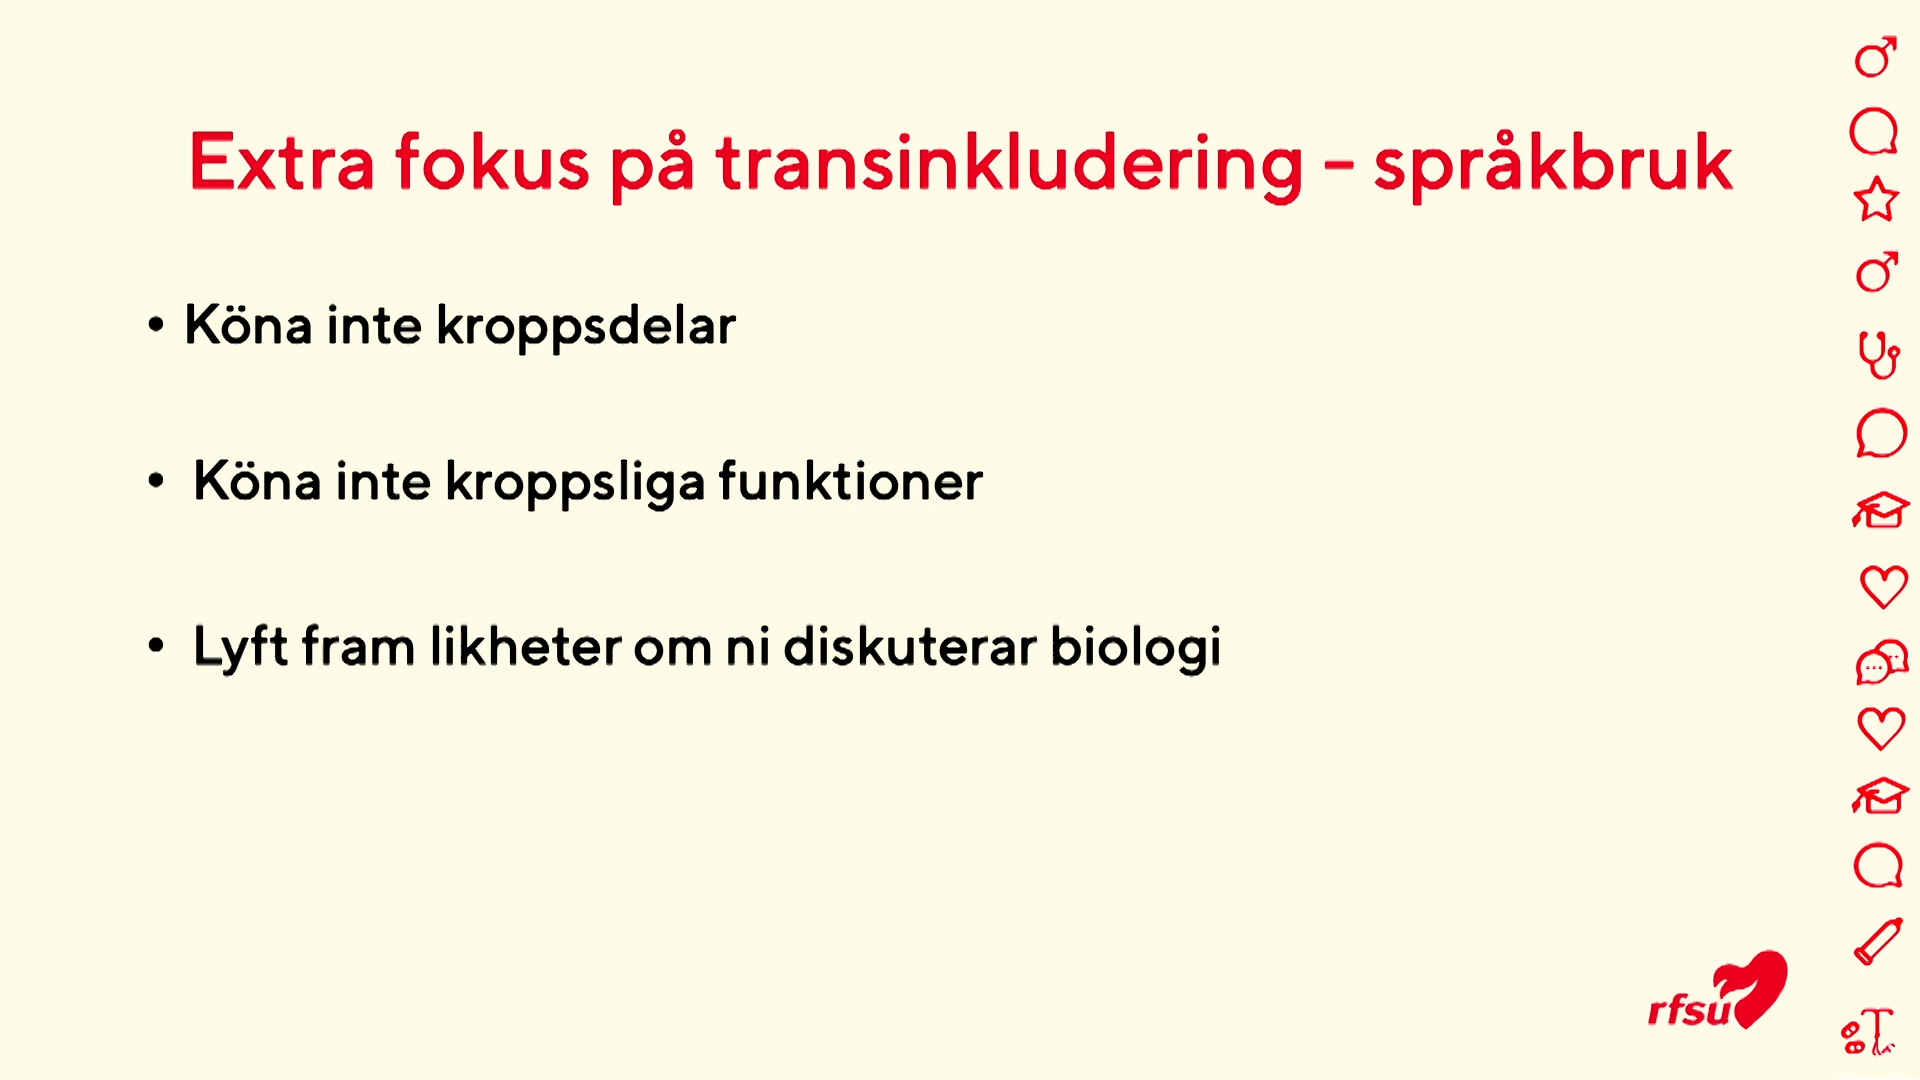 Extra fokus på transinkludering – språkbruk
• Köna inte kroppsdelar
• Köna inte kroppsliga funktioner
• Lyft fram likheter om ni diskuterar biologi
rfsu